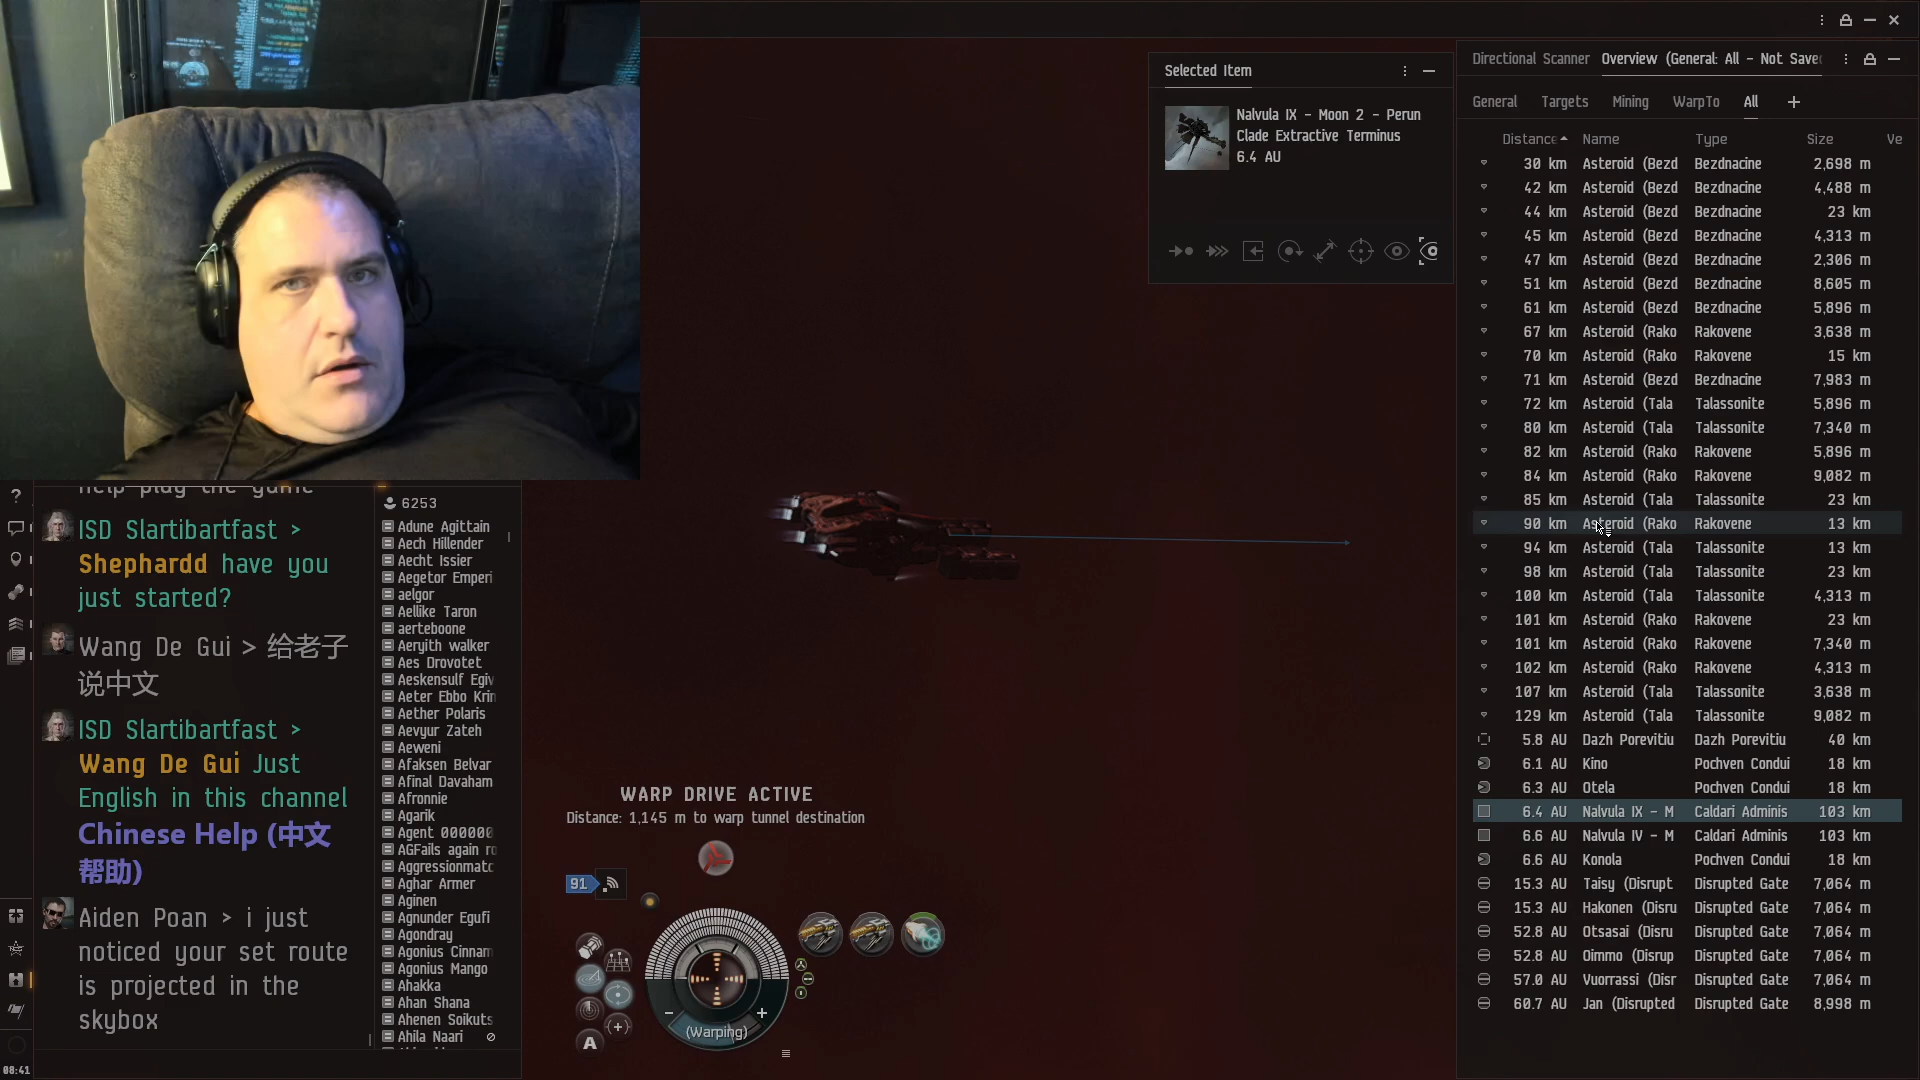 Selected Item
Nalvula IX - Moon 2 - Perun
Clade Extractive Terminus
6.4 AU
Directional Scanner Overview (General: All - Not Save
General Targets Mining WarpTo All +
Distance Name Type Size Ve
30 km Asteroid (Bezd Bezdnacine 2,698 m
42 km Asteroid (Bezd Bezdnacine 4,488 m
44 km Asteroid (Bezd Bezdnacine 23 km
45 km Asteroid (Bezd Bezdnacine 4,313 m
47 km Asteroid (Bezd Bezdnacine 2,306 m
51 km Asteroid (Bezd Bezdnacine 8,605 m
61 km Asteroid (Bezd Bezdnacine 5,896 m
67 km Asteroid (Rako Rakovene 3,638 m
70 km Asteroid (Rako Rakovene 15 km
71 km Asteroid (Bezd Bezdnacine 7,983 m
72 km Asteroid (Tala Talassonite 5,896 m
80 km Asteroid (Tala Talassonite 7,340 m
82 km Asteroid (Rako Rakovene 5,896 m
84 km Asteroid (Rako Rakovene 9,082 m
85 km Asteroid (Tala Talassonite 23 km
90 km Asteroid (Rako Rakovene 13 km
94 km Asteroid (Tala Talassonite 13 km
98 km Asteroid (Tala Talassonite 23 km
100 km Asteroid (Tala Talassonite 4,313 m
101 km Asteroid (Rako Rakovene 23 km
101 km Asteroid (Rako Rakovene 7,340 m
102 km Asteroid (Rako Rakovene 4,313 m
107 km Asteroid (Tala Talassonite 3,638 m
129 km Asteroid (Tala Talassonite 9,082 m
5.8 AU Dazh Porevitiu Dazh Porevitiu 40 km
6.1 AU Kino Pochven Condui 18 km
6.3 AU Otela Pochven Condui 18 km
6.4 AU Nalvula IX - M Caldari Adminis 103 km
6.6 AU Nalvula IV - M Caldari Adminis 103 km
6.6 AU Konola Pochven Condui 18 km
15.3 AU Taisy (Disrupt Disrupted Gate 7,064 m
15.3 AU Hakonen (Disru Disrupted Gate 7,064 m
52.8 AU Otsasai (Disru Disrupted Gate 7,064 m
52.8 AU Oimmo (Disrup Disrupted Gate 7,064 m
57.0 AU Vuorrassi (Disr Disrupted Gate 7,064 m
60.7 AU Jan (Disrupted Disrupted Gate 8,998 m
help play the game
ISD Slartibartfast >
Shephardd have you
just started?
Wang De Gui > 给老子
说中文
ISD Slartibartfast >
Wang De Gui Just
English in this channel
Chinese Help (中文
帮助)
Aiden Poan > i just
noticed your set route
is projected in the
skybox
6253
Adune Agittain
Aech Hillender
Aecht Issier
Aegetor Emperi
aelgor
Aellike Taron
aerteboone
Aeryith walker
Aes Drovotet
Aeskensulf Egiv
Aeter Ebbo Krin
Aether Polaris
Aevyur Zateh
Aeweni
Afaksen Belvar
Afinal Davaham
Afronnie
Agarik
Agent 000000
AGFails again ro
Aggressionmatc
Aghar Armer
Aginen
Agnunder Egufi
Agondray
Agonius Cinnam
Agonius Mango
Ahakka
Ahan Shana
Ahenen Soikuts
Ahila Naari
WARP DRIVE ACTIVE
Distance: 1,145 m to warp tunnel destination
91
(Warping)
A
08:41